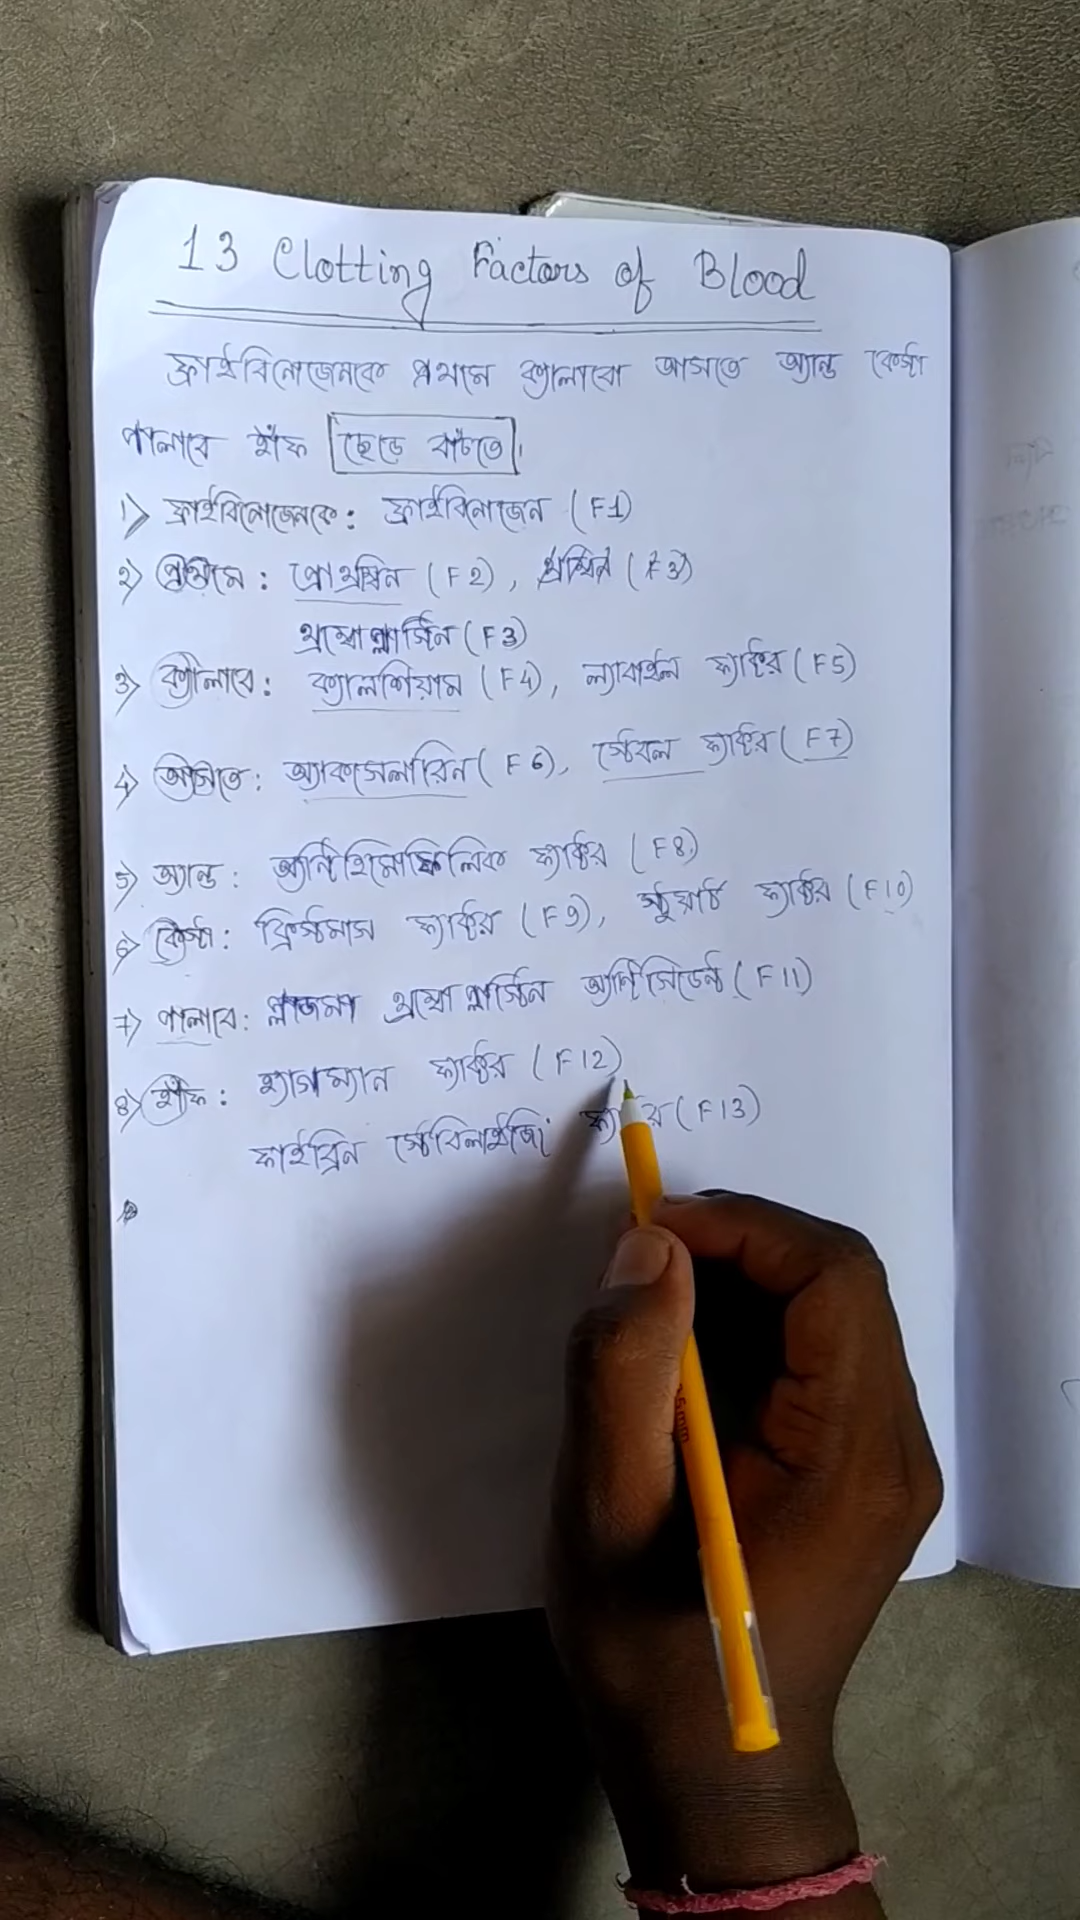 13 Clotting Factors of Blood
ফ্রাইবিনোজেনকে প্রথমে ক্যালাবো আসতে অ্যান্ড কেস্টা
পালাবে হাঁফ ছেড়ে বাঁচতে।
1) ফ্রাইবিনোজেনকে: ফ্রাইবিনোজেন (F1)
২) প্রথমে: প্রোথ্রম্বিন (F2), থ্রম্বিন (F3)
থ্রম্বোপ্লাস্টিন (F3)
3) ক্যালাবে: ক্যালশিয়াম (F4), ল্যাবাইল ফ্যাক্টর (F5)
4) আসতে: অ্যাকসেলারিন (F6), স্টেবল ফ্যাক্টর (F7)
5) অ্যান্ড: অ্যান্টিহিমোফিলিক ফ্যাক্টর (F8)
6) কেস্টা: ক্রিস্টমাস ফ্যাক্টর (F9), স্টুয়ার্ট ফ্যাক্টর (F10)
7) পালাবে: প্লাজমা থ্রম্বোপ্লাস্টিন অ্যান্টিসিডেন্ট (F11)
8) হাঁফ: হ্যাগম্যান ফ্যাক্টর (F12)
ফাইব্রিন স্টেবিলাইজিং (F13)